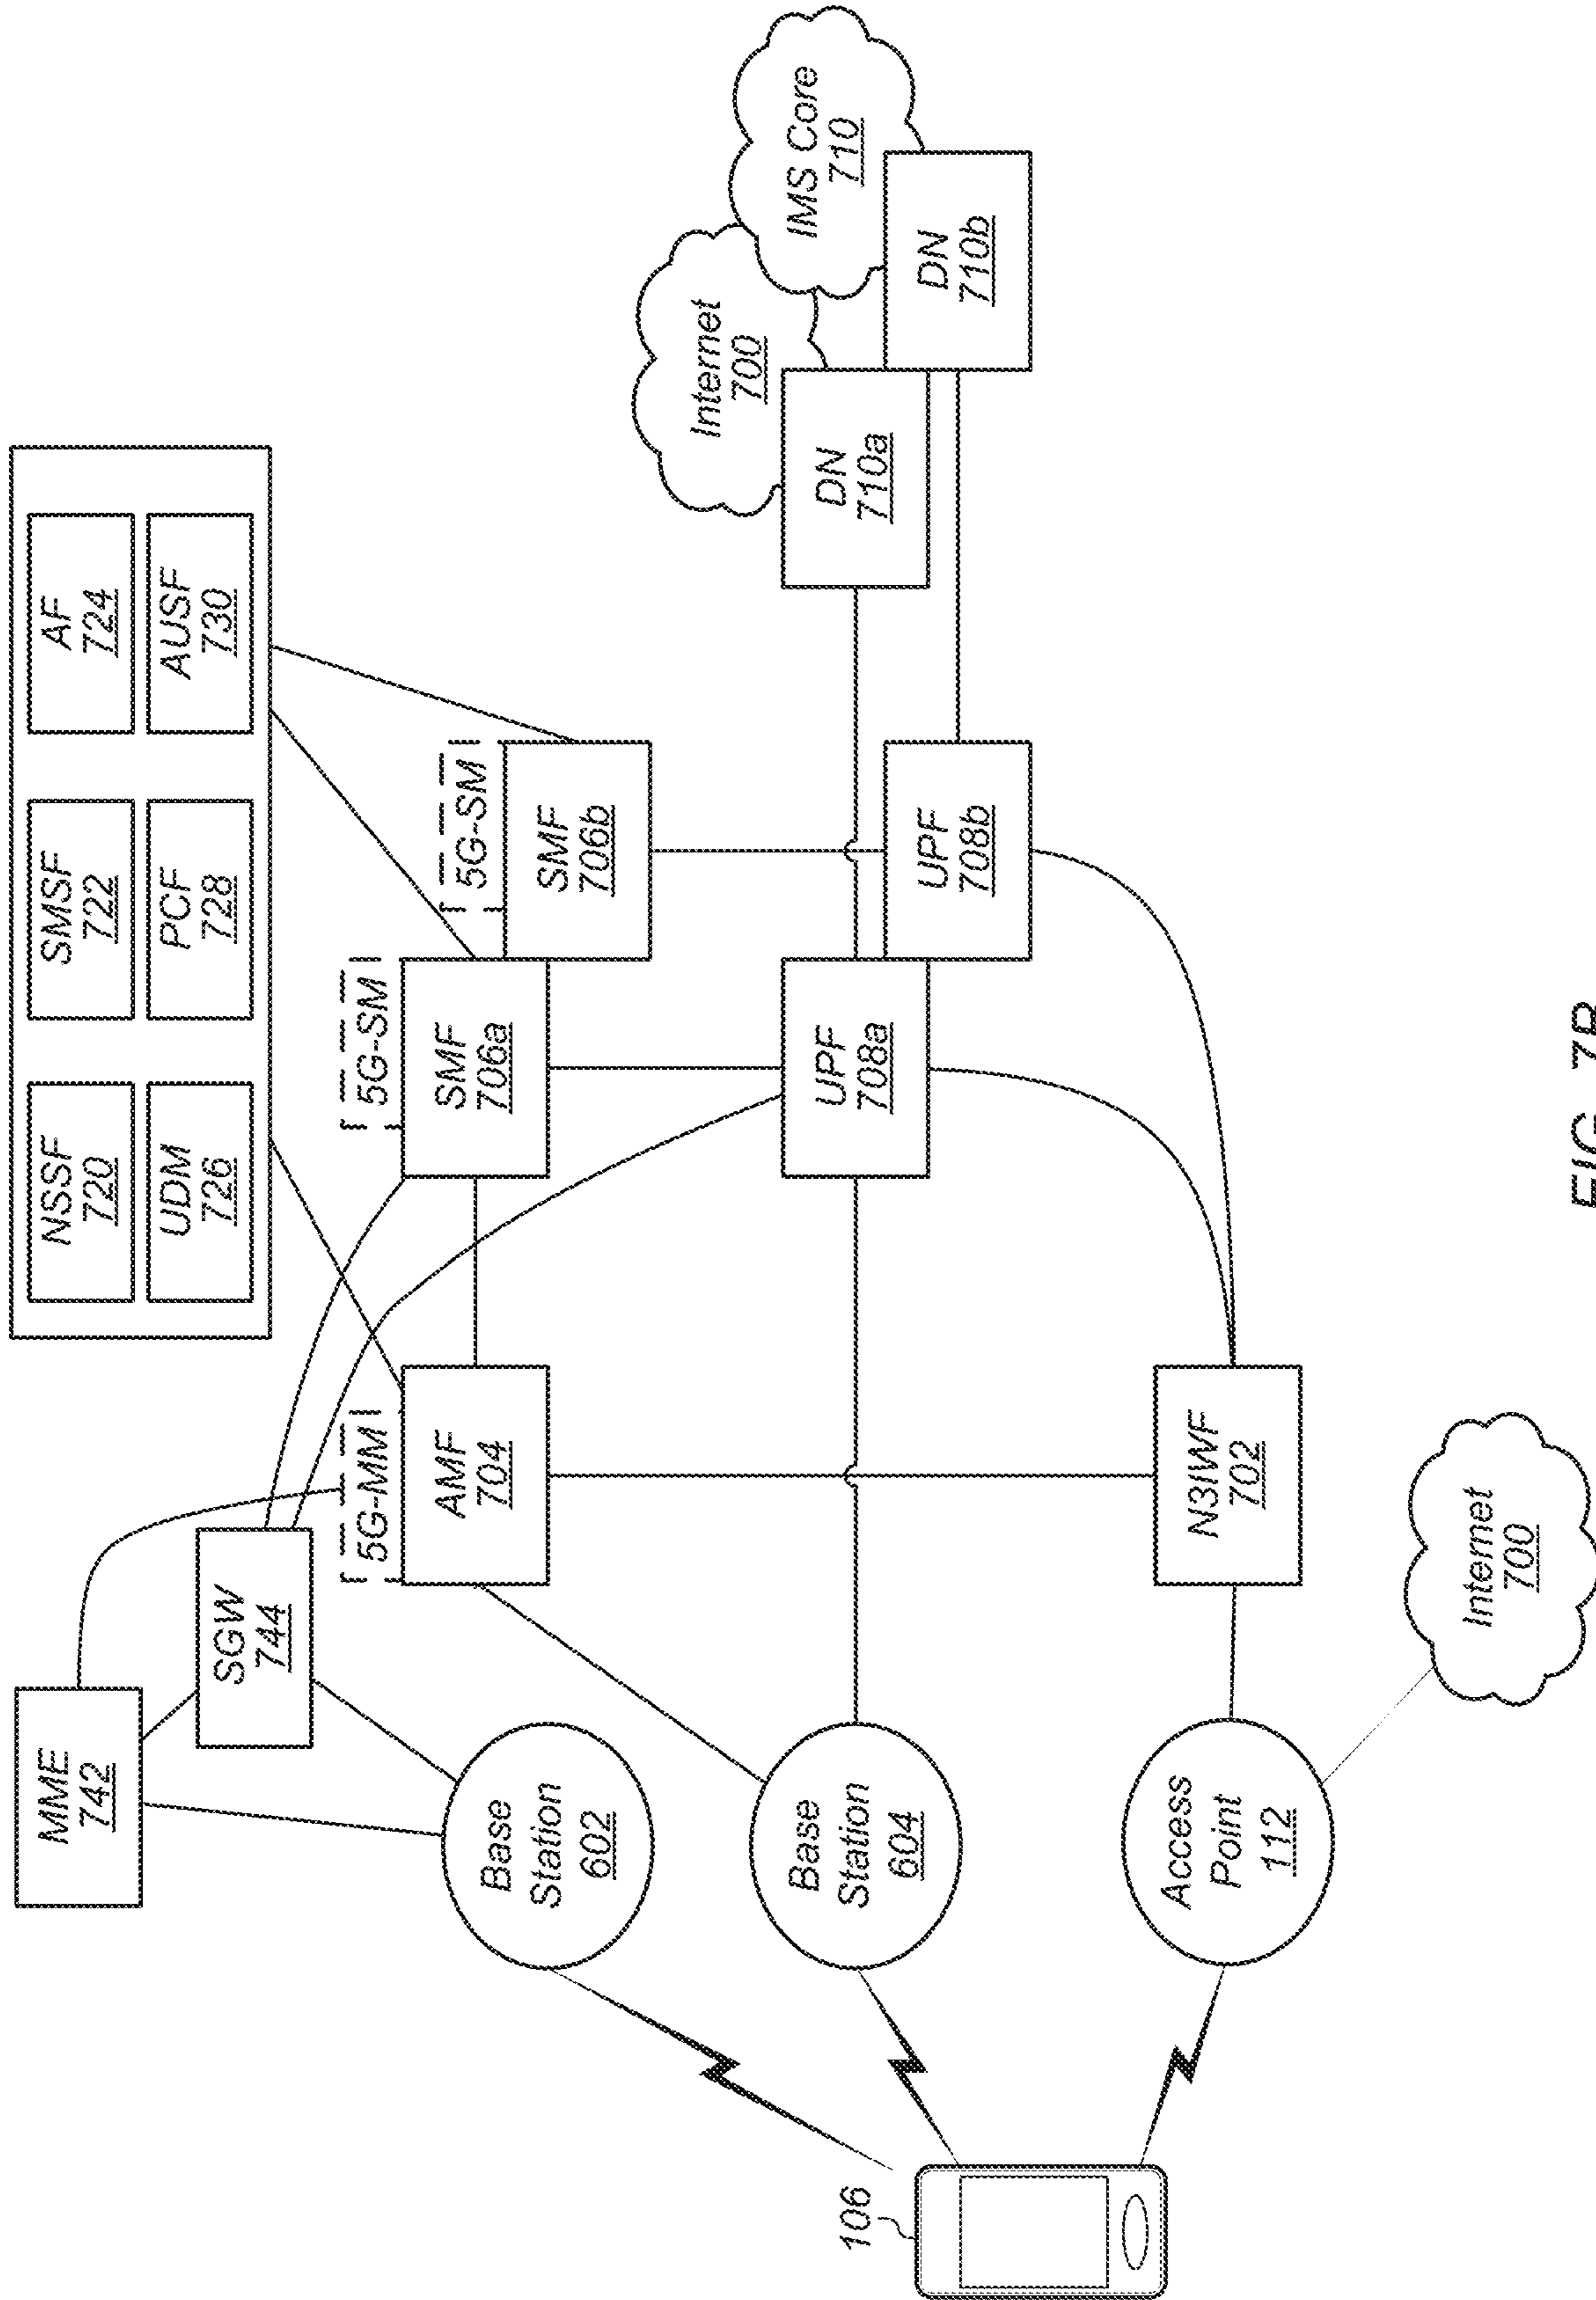 MME
742
SGW
744
NSSF
720
SMSF
722
AF
724
UDM
726
PCF
728
AUSF
730
5G-MM
AMF
704
5G-SM
SMF
706a
5G-SM
SMF
706b
Base
Station
602
Base
Station
604
UPF
708a
UPF
708b
Internet
700
IMS Core
710
DN
710a
DN
710b
106
Access
Point
112
N3IWF
702
Internet
700
FIG. 7B